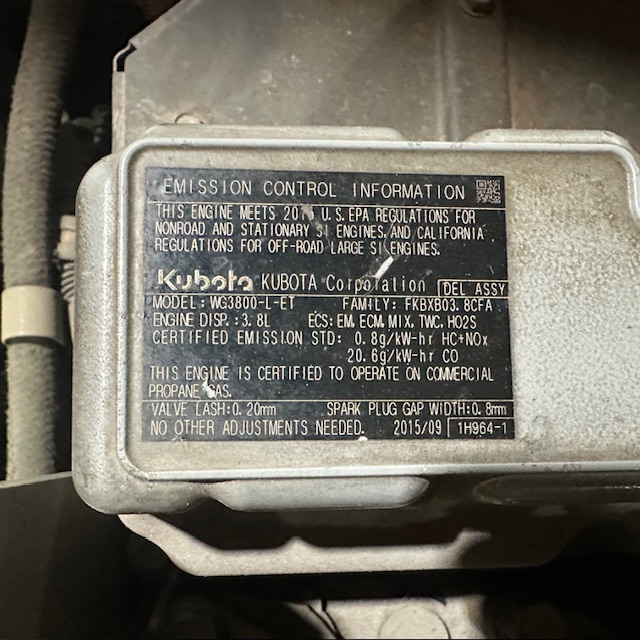 EMISSION CONTROL INFORMATION
THIS ENGINE MEETS U.S.EPA REGULATIONS FOR
NONROAD AND STATIONARY SI ENGINES, AND CALIFORNIA
REGULATIONS FOR OFF-ROAD LARGE SI ENGINES.
Kubota KUBOTA Corporation DEL ASSY
MODEL: WG3800-L-ET FAMILY: FKBXB03.8CFA
ENGINE DISP.:3.8L ECS: EM, ECM, MIX, TWC, HO2S
CERTIFIED EMISSION STD: 0.8g/kW-hr HC+NOx
20.6g/kW-hr CO
THIS ENGINE IS CERTIFIED TO OPERATE ON COMMERCIAL
PROPANE GAS.
VALVE LASH:0.20mm SPARK PLUG GAP WIDTH:0.8mm
NO OTHER ADJUSTMENTS NEEDED. 2015/09 1H964-1